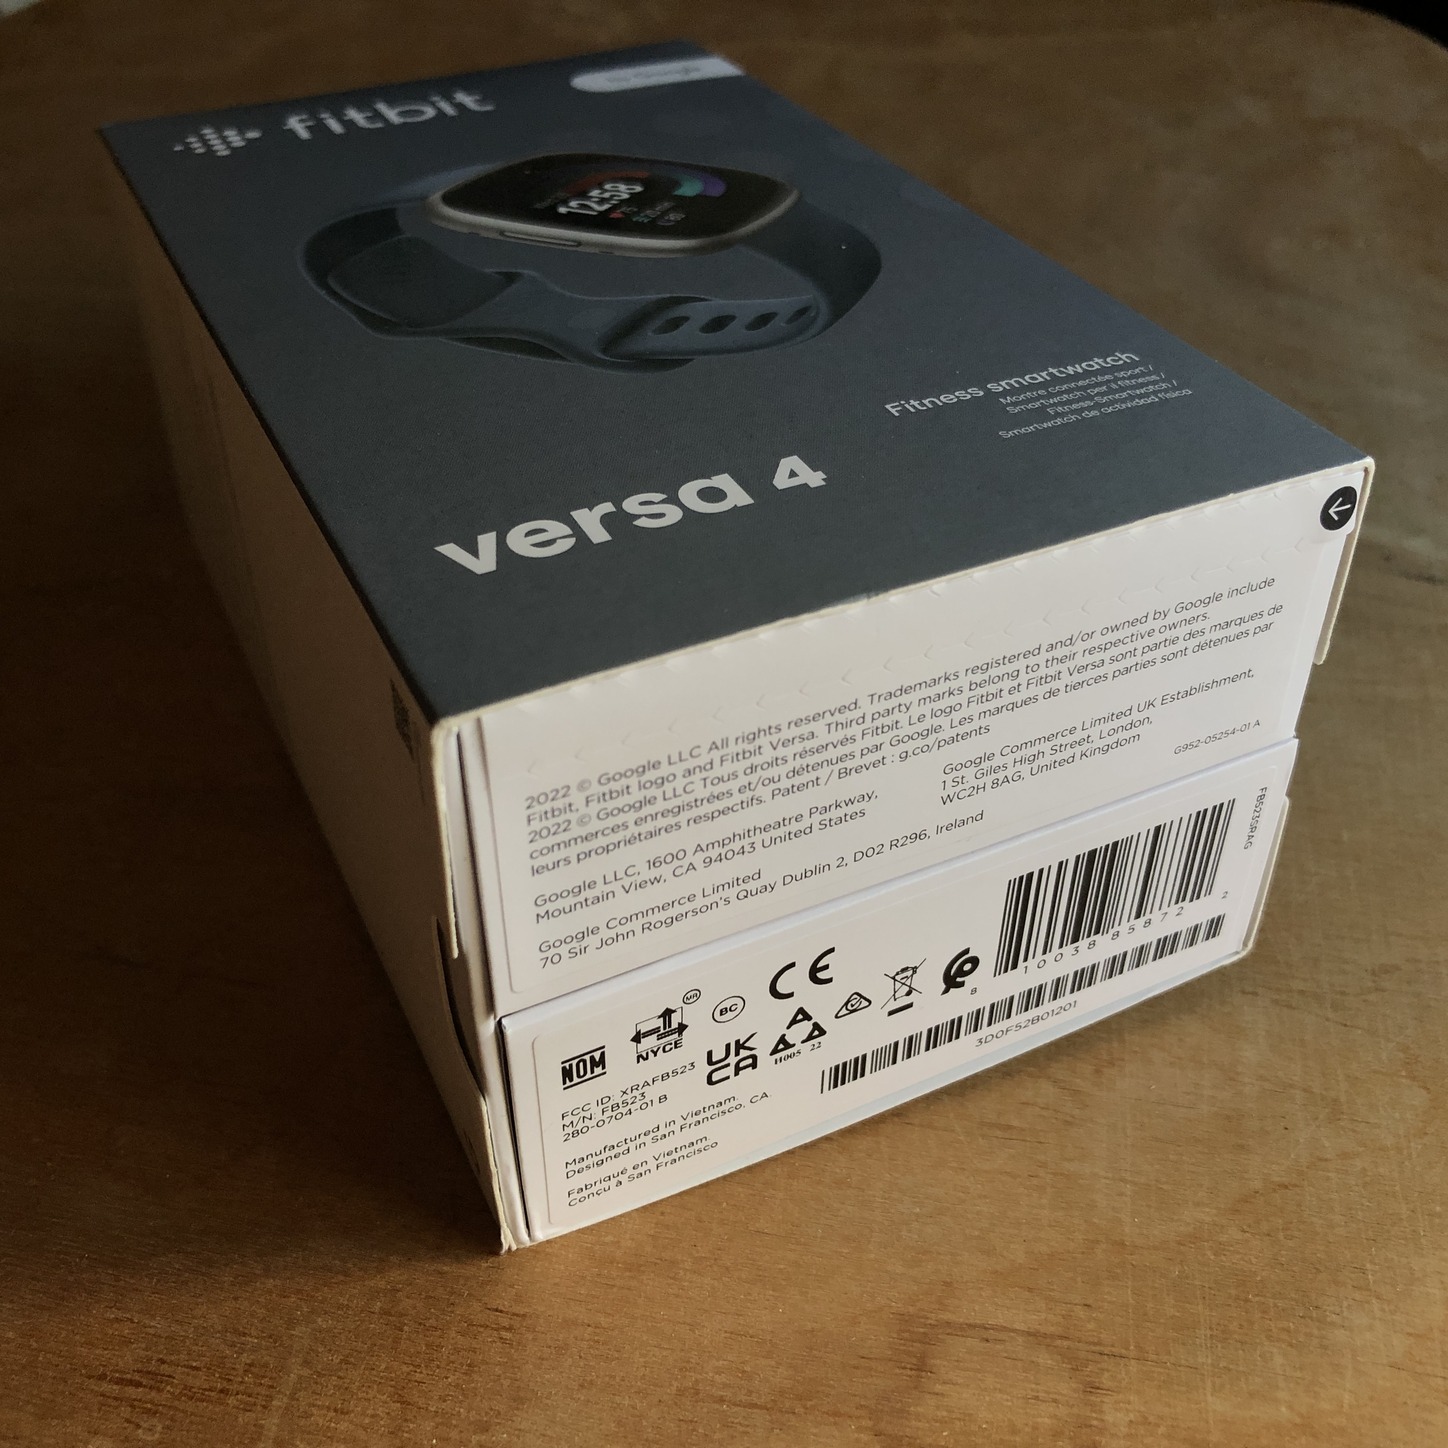 fitbit
12:58
Fitness smartwatch
Montre connectée sport /
Smartwatch per il fitness /
Fitness-Smartwatch /
Smartwatch de actividad física
versa 4
2022 © Google LLC All rights reserved. Trademarks registered and/or owned by Google include
Fitbit, Fitbit logo and Fitbit Versa. Third party marks belong to their respective owners.
2022 © Google LLC Tous droits réservés Fitbit. Le logo Fitbit et Fitbit Versa sont partie des marques de
commerces enregistrées et/ou détenues par Google. Les marques de tierces parties sont détenues par
leurs propriétaires respectifs. Patent / Brevet : g.co/patents
Google LLC, 1600 Amphitheatre Parkway,
Mountain View, CA 94043 United States
Google Commerce Limited UK Establishment,
1 St. Giles High Street, London,
WC2H 8AG, United Kingdom
G952-05254-01 A
Google Commerce Limited
70 Sir John Rogerson's Quay Dublin 2, D02 R296, Ireland
FB523SRAG
8 10038 85872 2
3D0F52B01201
NOM
NYCE
MR
BC
CE
UK
CA
H005 22
FCC ID: XRAFB523
M/N: FB523
280-0704-01 B
Manufactured in Vietnam.
Designed in San Francisco, CA.
Fabriqué en Vietnam.
Conçu à San Francisco